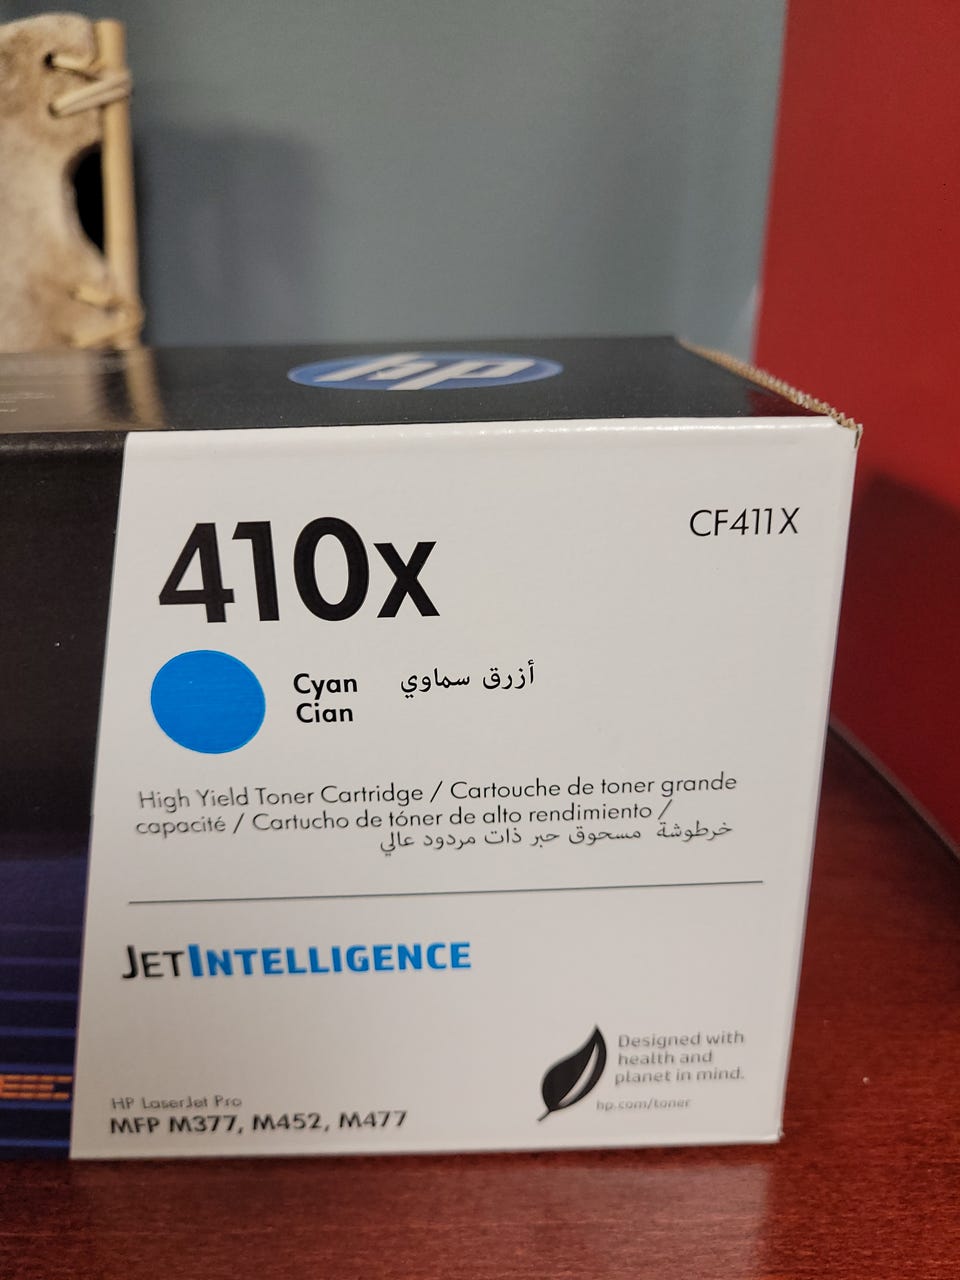 hp
410x
CF411X
Cyan أزرق سماوي
Cian
High Yield Toner Cartridge / Cartouche de toner grande
capacité / Cartucho de tóner de alto rendimiento /
خرطوشة مسحوق حبر ذات مردود عالي
JETINTELLIGENCE
Designed with
health and
planet in mind.
hp.com/toner
HP LaserJet Pro
MFP M377, M452, M477